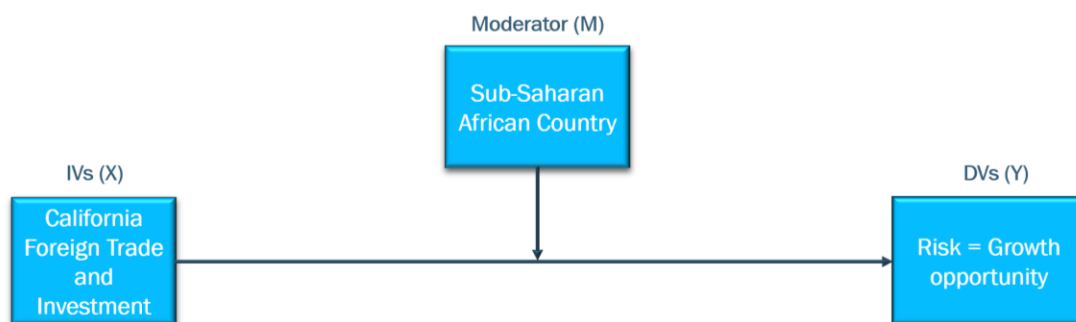 Moderator (M)
Sub-Saharan
African Country
IVs (X)
California
Foreign Trade
and
Investment
DVs (Y)
Risk = Growth
opportunity